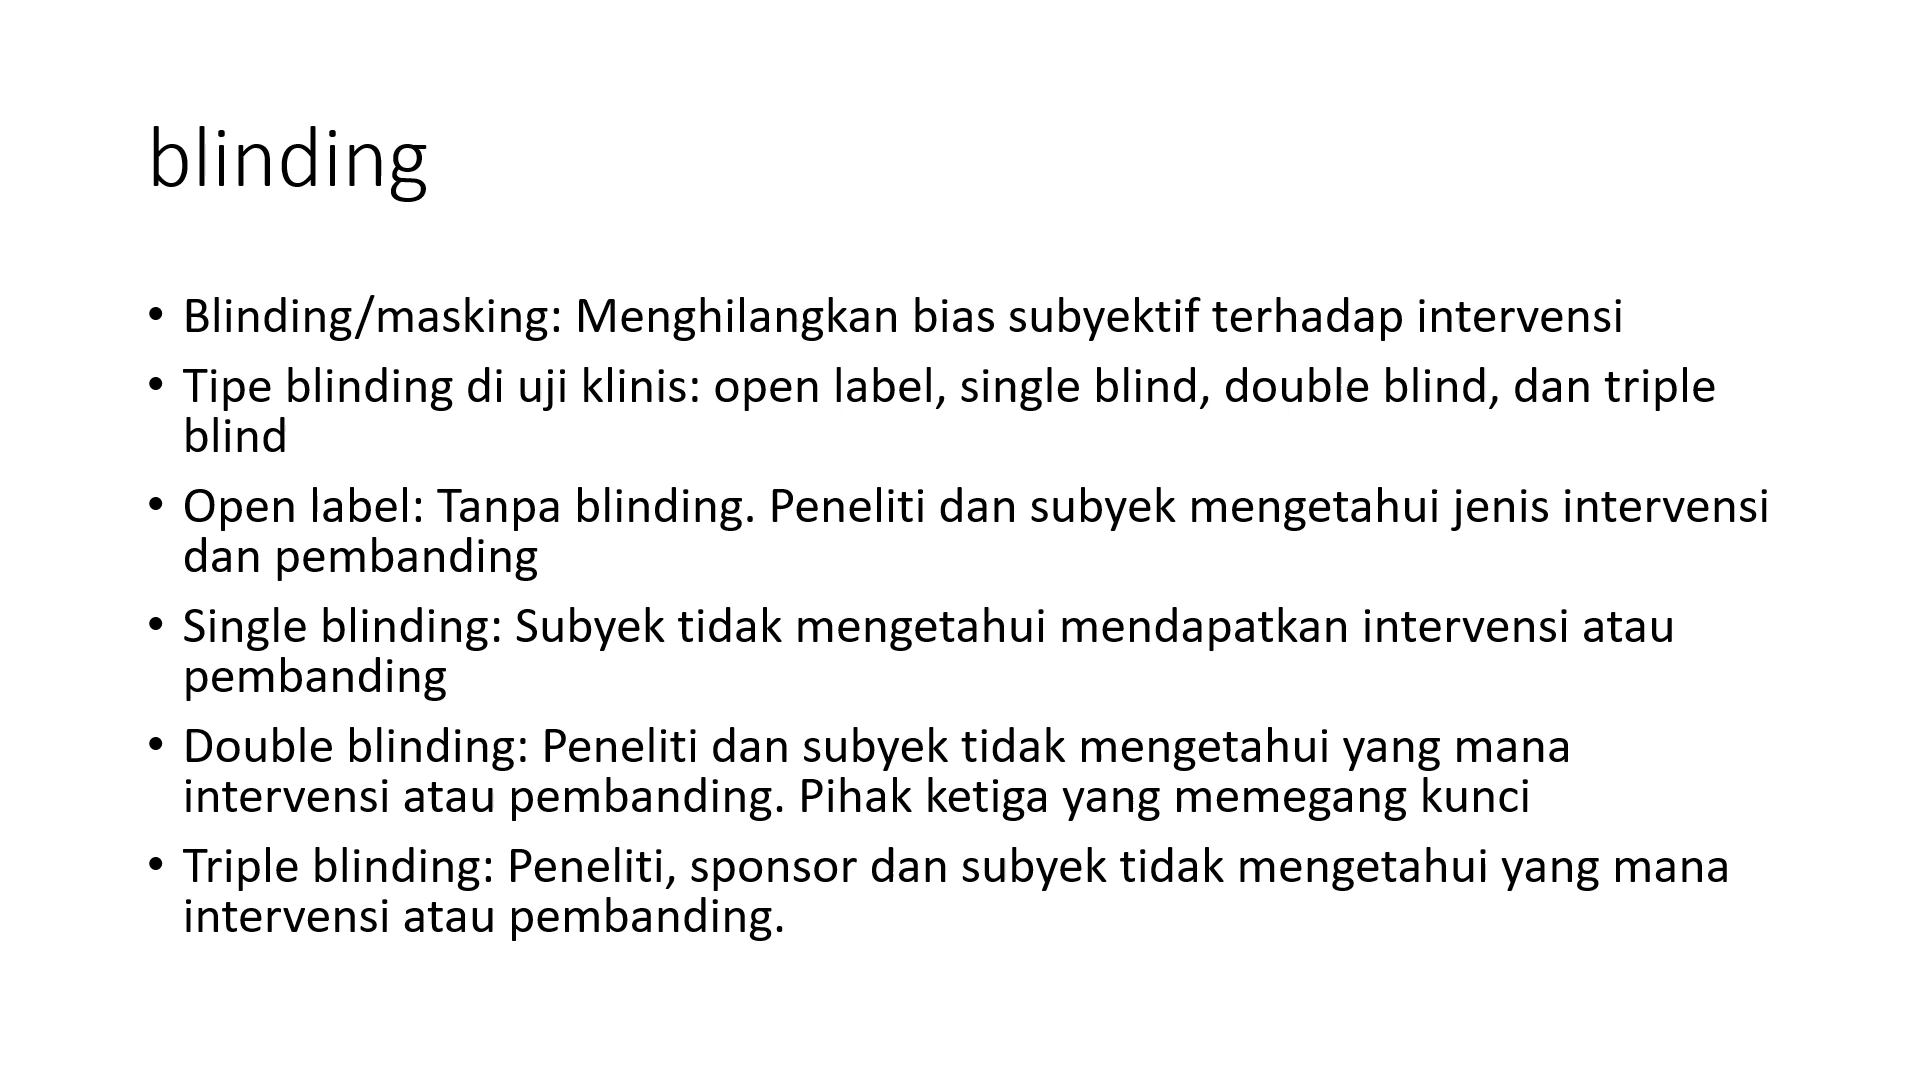 blinding
• Blinding/masking: Menghilangkan bias subyektif terhadap intervensi
• Tipe blinding di uji klinis: open label, single blind, double blind, dan triple
blind
• Open label: Tanpa blinding. Peneliti dan subyek mengetahui jenis intervensi
dan pembanding
• Single blinding: Subyek tidak mengetahui mendapatkan intervensi atau
pembanding
• Double blinding: Peneliti dan subyek tidak mengetahui yang mana
intervensi atau pembanding. Pihak ketiga yang memegang kunci
• Triple blinding: Peneliti, sponsor dan subyek tidak mengetahui yang mana
intervensi atau pembanding.